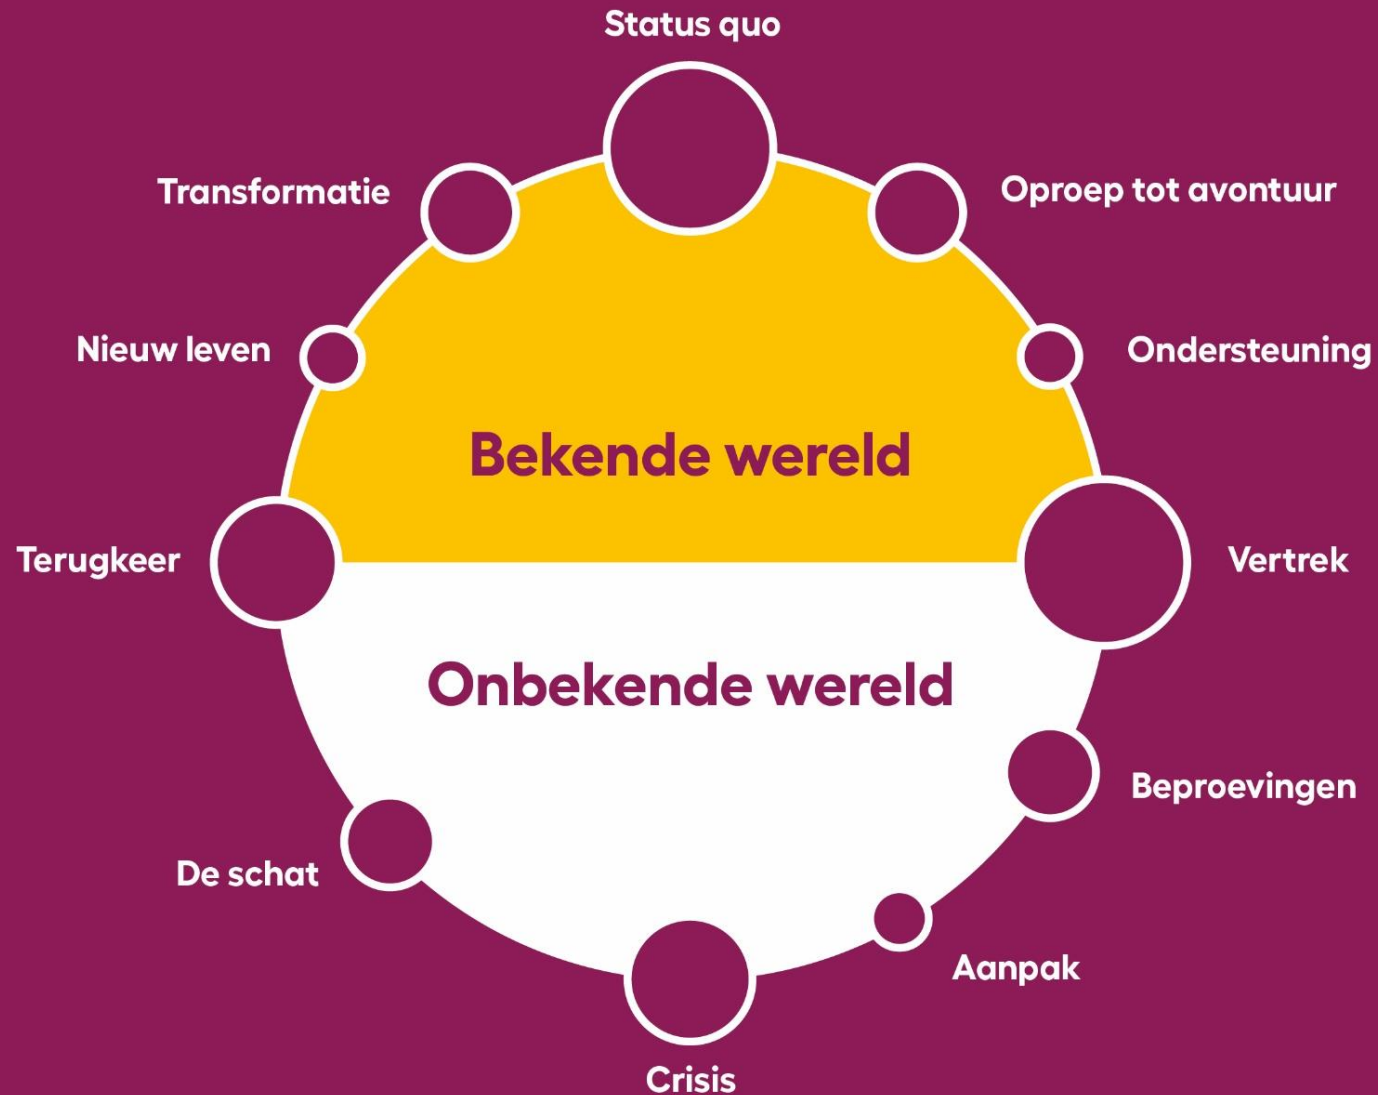 Status quo
Transformatie
Oproep tot avontuur
Nieuw leven
Ondersteuning
Bekende wereld
Terugkeer
Vertrek
Onbekende wereld
Beproevingen
De schat
Aanpak
Crisis